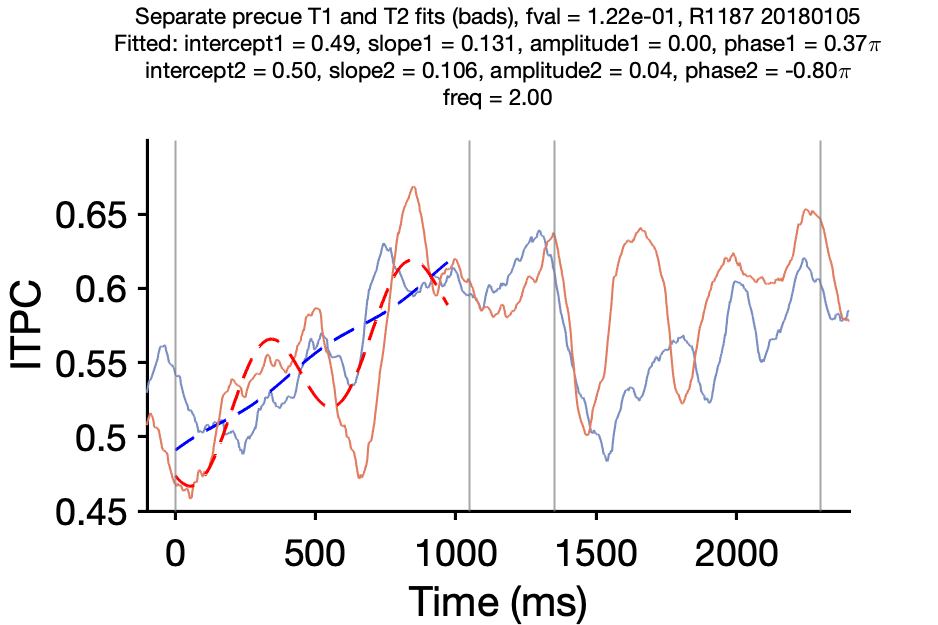 Separate precue T1 and T2 fits (bads), fval = 1.22e-01, R1187 20180105
Fitted: intercept1 = 0.49, slope1 = 0.131, amplitude1 = 0.00, phase1 = 0.37π
intercept2 = 0.50, slope2 = 0.106, amplitude2 = 0.04, phase2 = -0.80π
freq = 2.00
0.65
0.6
0.55
0.5
0.45
ITPC
0 500 1000 1500 2000
Time (ms)